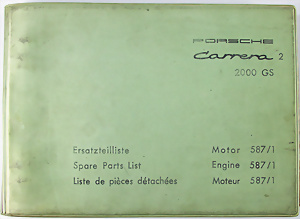 PORSCHE
Carrera 2
2000 GS
Ersatzteilliste Motor 587/1
Spare Parts List Engine 587/1
Liste de pièces détachées Moteur 587/1